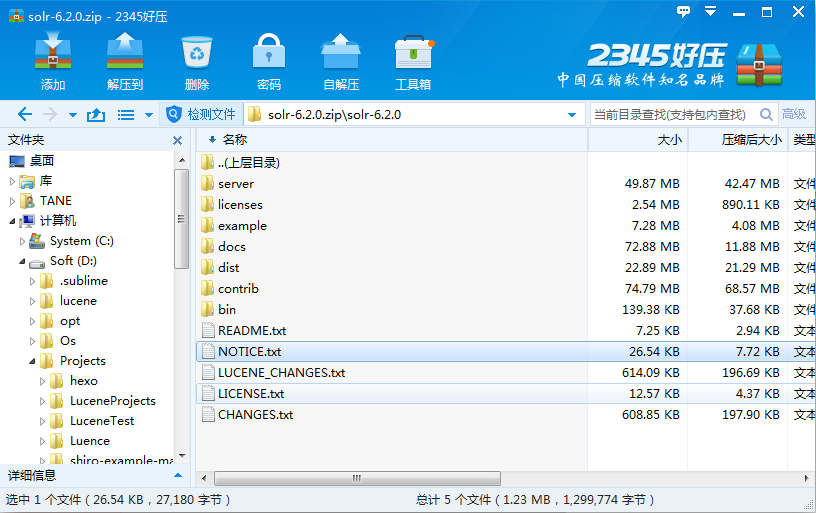 solr-6.2.0.zip - 2345好压
添加 解压到 删除 密码 自解压 工具箱
2345好压
中国压缩软件知名品牌
检测文件 solr-6.2.0.zip\solr-6.2.0 当前目录查找(支持包内查找) 高级
文件夹 名称 大小 压缩后大小 类型
桌面
库
TANE
计算机
System (C:)
Soft (D:)
.sublime
lucene
opt
Os
Projects
hexo
LuceneProjects
LuceneTest
Luence
shiro-example-ma
..(上层目录)
server 49.87 MB 42.47 MB 文件
licenses 2.54 MB 890.11 KB 文件
example 7.28 MB 4.08 MB 文件
docs 72.88 MB 11.88 MB 文件
dist 22.89 MB 21.29 MB 文件
contrib 74.79 MB 68.57 MB 文件
bin 139.38 KB 37.68 KB 文件
README.txt 7.25 KB 2.94 KB 文本
NOTICE.txt 26.54 KB 7.72 KB 文本
LUCENE_CHANGES.txt 614.09 KB 196.69 KB 文本
LICENSE.txt 12.57 KB 4.37 KB 文本
CHANGES.txt 608.85 KB 197.90 KB 文本
详细信息
选中 1 个文件 ( 26.54 KB , 27,180 字节 ) 总计 5 个文件 ( 1.23 MB , 1,299,774 字节 )